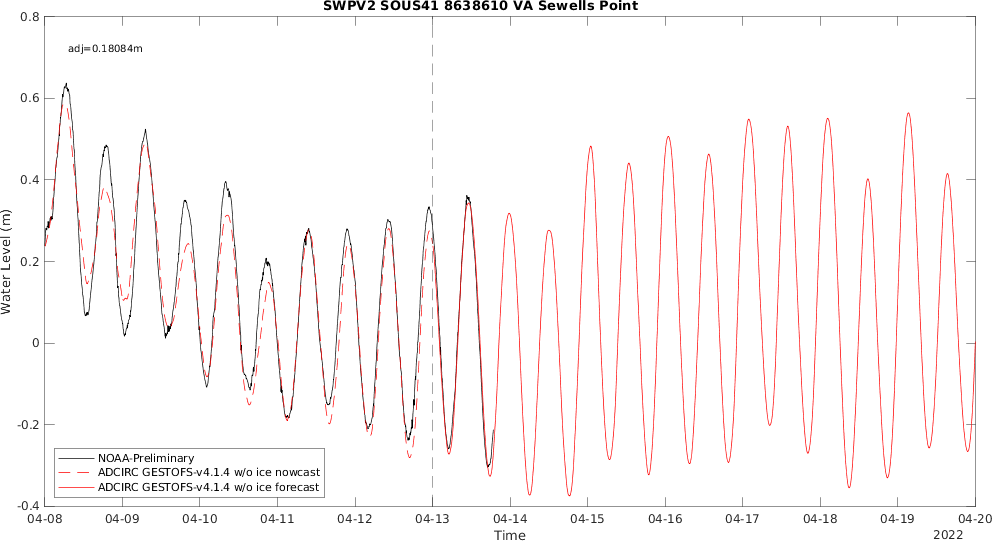 SWPV2 SOUS41 8638610 VA Sewells Point
adj=0.18084m
0.8
0.6
0.4
0.2
0
-0.2
-0.4
Water Level (m)
NOAA-Preliminary
ADCIRC GESTOFS-v4.1.4 w/o ice nowcast
ADCIRC GESTOFS-v4.1.4 w/o ice forecast
04-08 04-09 04-10 04-11 04-12 04-13 04-14 04-15 04-16 04-17 04-18 04-19 04-20
Time
2022